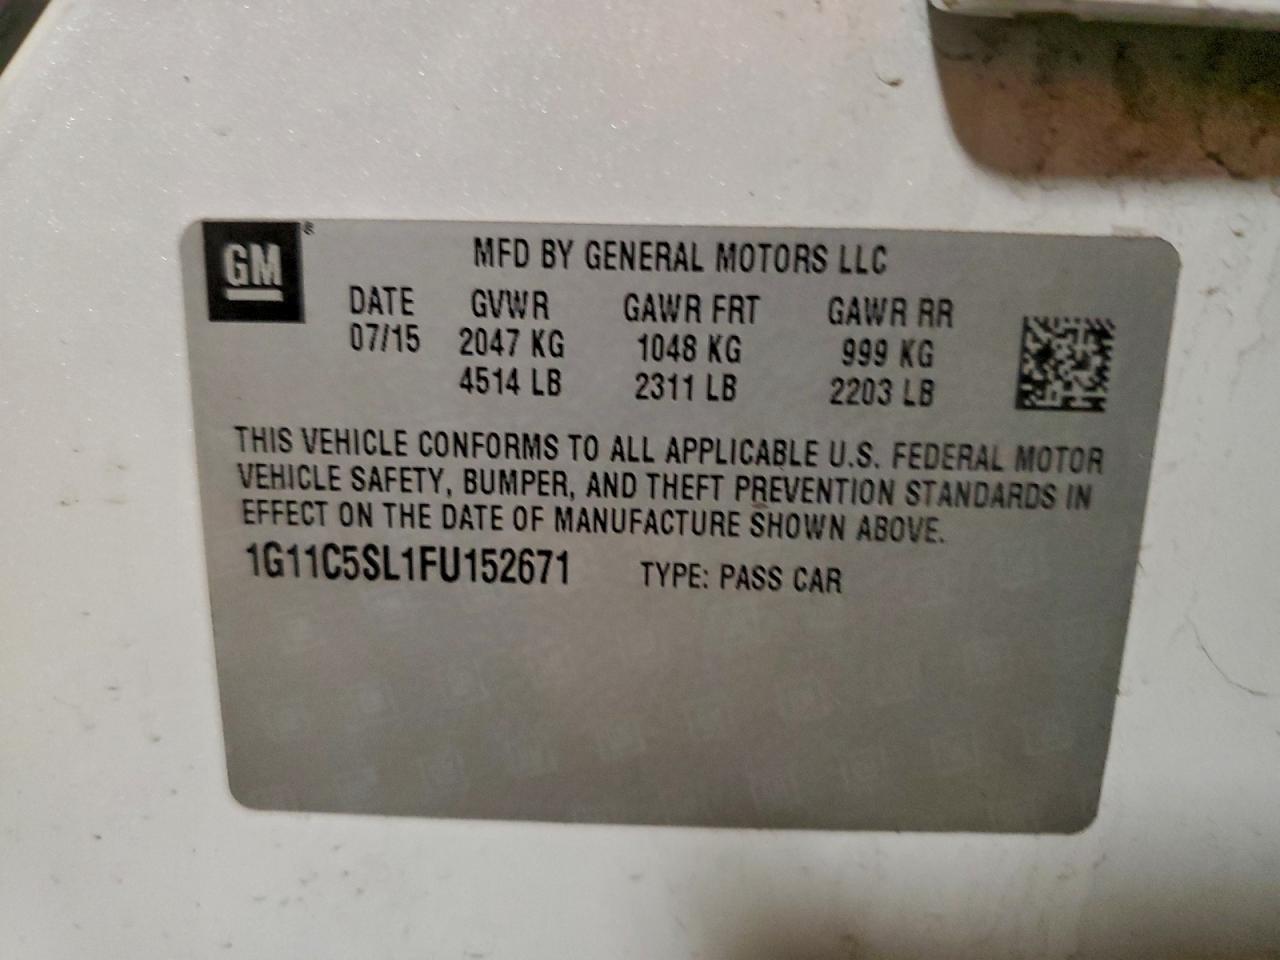 GM®
MFD BY GENERAL MOTORS LLC
DATE GVWR GAWR FRT GAWR RR
07/15 2047 KG 1048 KG 999 KG
4514 LB 2311 LB 2203 LB
THIS VEHICLE CONFORMS TO ALL APPLICABLE U.S. FEDERAL MOTOR
VEHICLE SAFETY, BUMPER, AND THEFT PREVENTION STANDARDS IN
EFFECT ON THE DATE OF MANUFACTURE SHOWN ABOVE.
1G11C5SL1FU152671 TYPE: PASS CAR